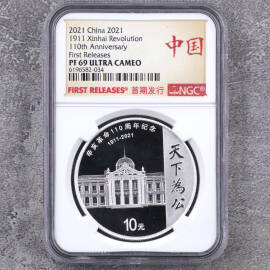 2021 China 2021
1911 Xinhai Revolution
110th Anniversary
First Releases
PF 69 ULTRA CAMEO
6196582-034
中国
FIRST RELEASES 首期发行
NGC
辛亥革命110周年纪念
1911-2021
天下為公
10元